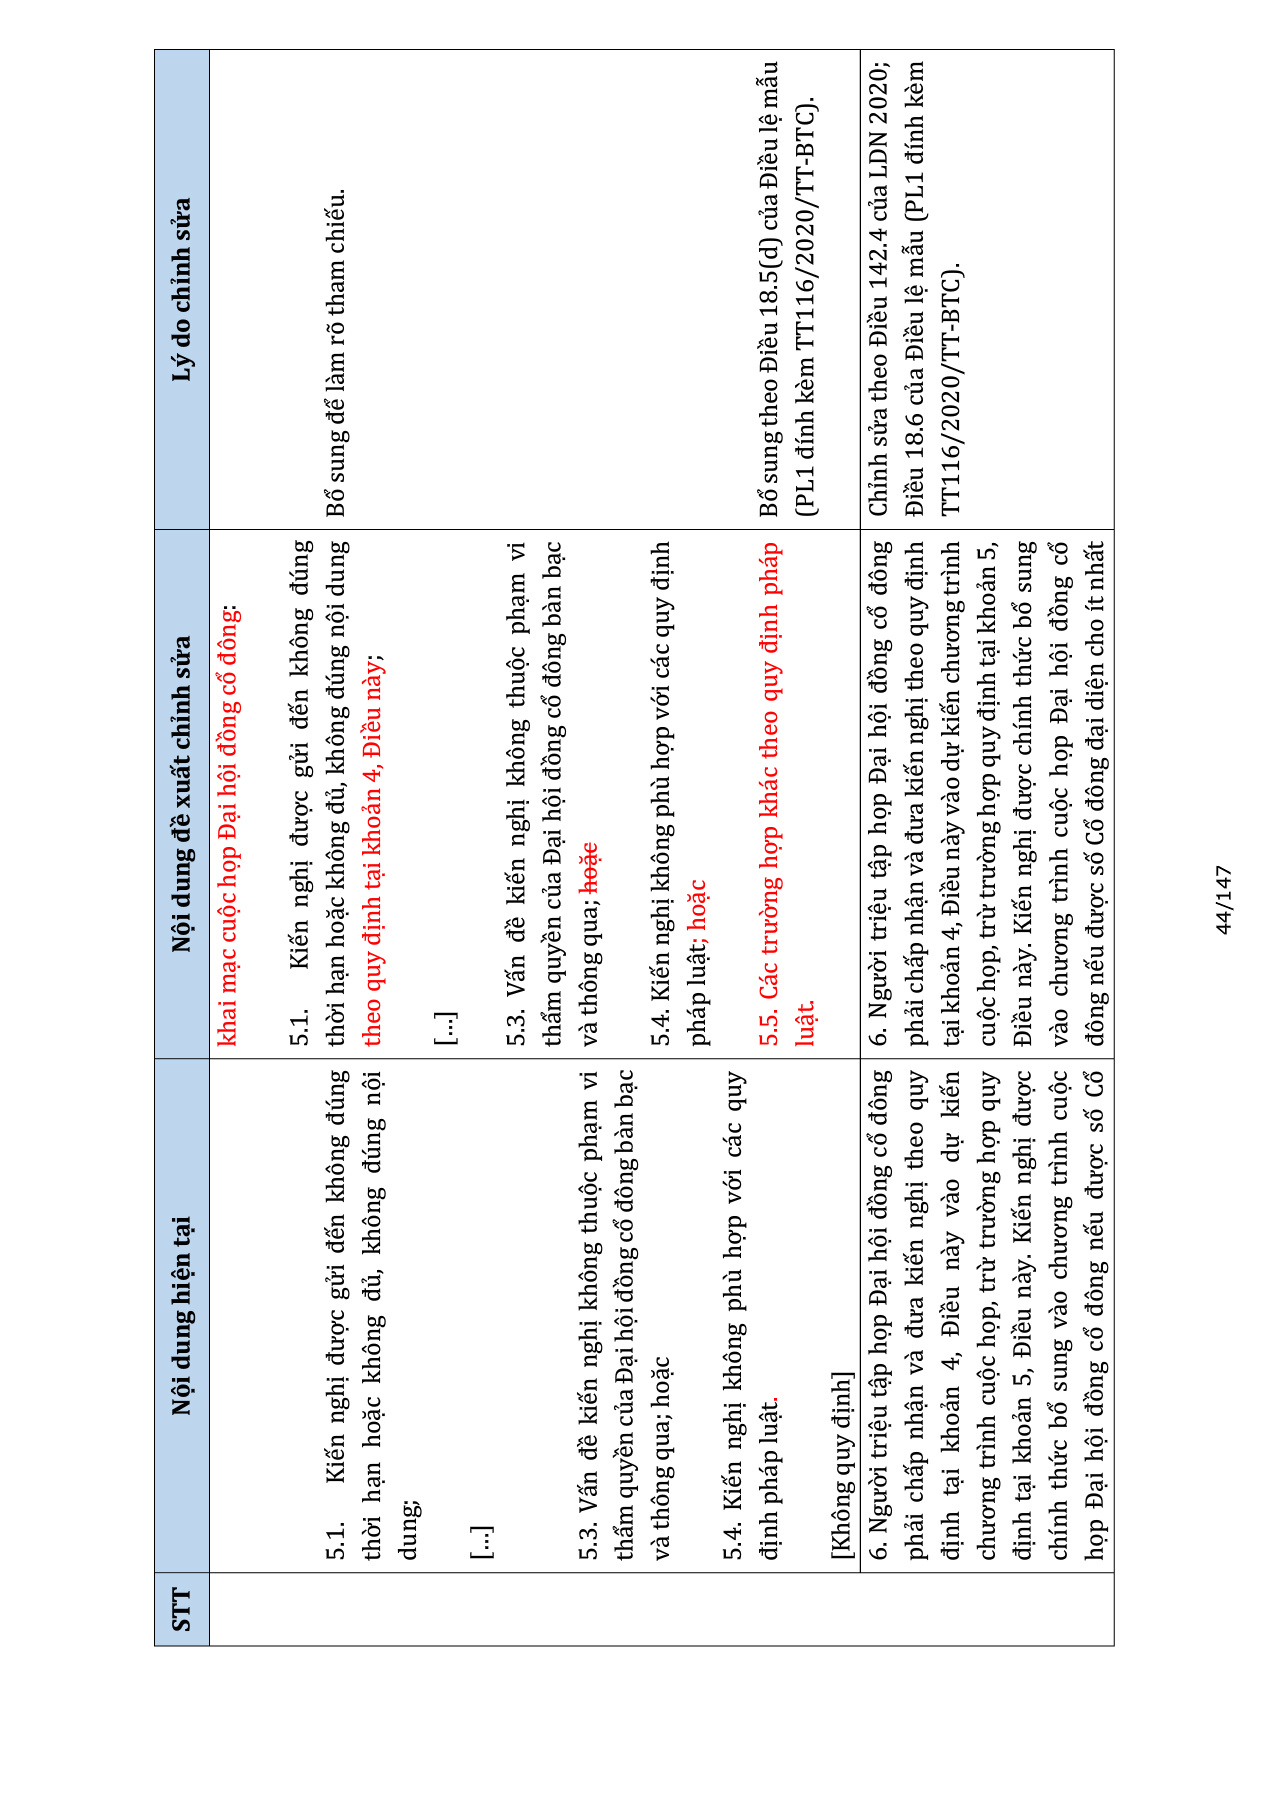 STT
Nội dung hiện tại
Nội dung đề xuất chỉnh sửa
Lý do chỉnh sửa
5.1. Kiến nghị được gửi đến không đúng
thời hạn hoặc không đủ, không đúng nội
dung;
[...]
5.3. Vấn đề kiến nghị không thuộc phạm vi
thẩm quyền của Đại hội đồng cổ đông bàn bạc
và thông qua; hoặc
5.4. Kiến nghị không phù hợp với các quy
định pháp luật.
[Không quy định]
khai mạc cuộc họp Đại hội đồng cổ đông:
5.1. Kiến nghị được gửi đến không đúng
thời hạn hoặc không đủ, không đúng nội dung
theo quy định tại khoản 4, Điều này;
[...]
5.3. Vấn đề kiến nghị không thuộc phạm vi
thẩm quyền của Đại hội đồng cổ đông bàn bạc
và thông qua; hoặc
5.4. Kiến nghị không phù hợp với các quy định
pháp luật; hoặc
5.5. Các trường hợp khác theo quy định pháp
luật.
Bổ sung để làm rõ tham chiếu.
Bổ sung theo Điều 18.5(d) của Điều lệ mẫu
(PL1 đính kèm TT116/2020/TT-BTC).
6. Người triệu tập họp Đại hội đồng cổ đông
phải chấp nhận và đưa kiến nghị theo quy
định tại khoản 4, Điều này vào dự kiến
chương trình cuộc họp, trừ trường hợp quy
định tại khoản 5, Điều này. Kiến nghị được
chính thức bổ sung vào chương trình cuộc
họp Đại hội đồng cổ đông nếu được số Cổ
6. Người triệu tập họp Đại hội đồng cổ đông
phải chấp nhận và đưa kiến nghị theo quy định
tại khoản 4, Điều này vào dự kiến chương trình
cuộc họp, trừ trường hợp quy định tại khoản 5,
Điều này. Kiến nghị được chính thức bổ sung
vào chương trình cuộc họp Đại hội đồng cổ
đông nếu được số Cổ đông đại diện cho ít nhất
Chỉnh sửa theo Điều 142.4 của LDN 2020;
Điều 18.6 của Điều lệ mẫu (PL1 đính kèm
TT116/2020/TT-BTC).
44/147